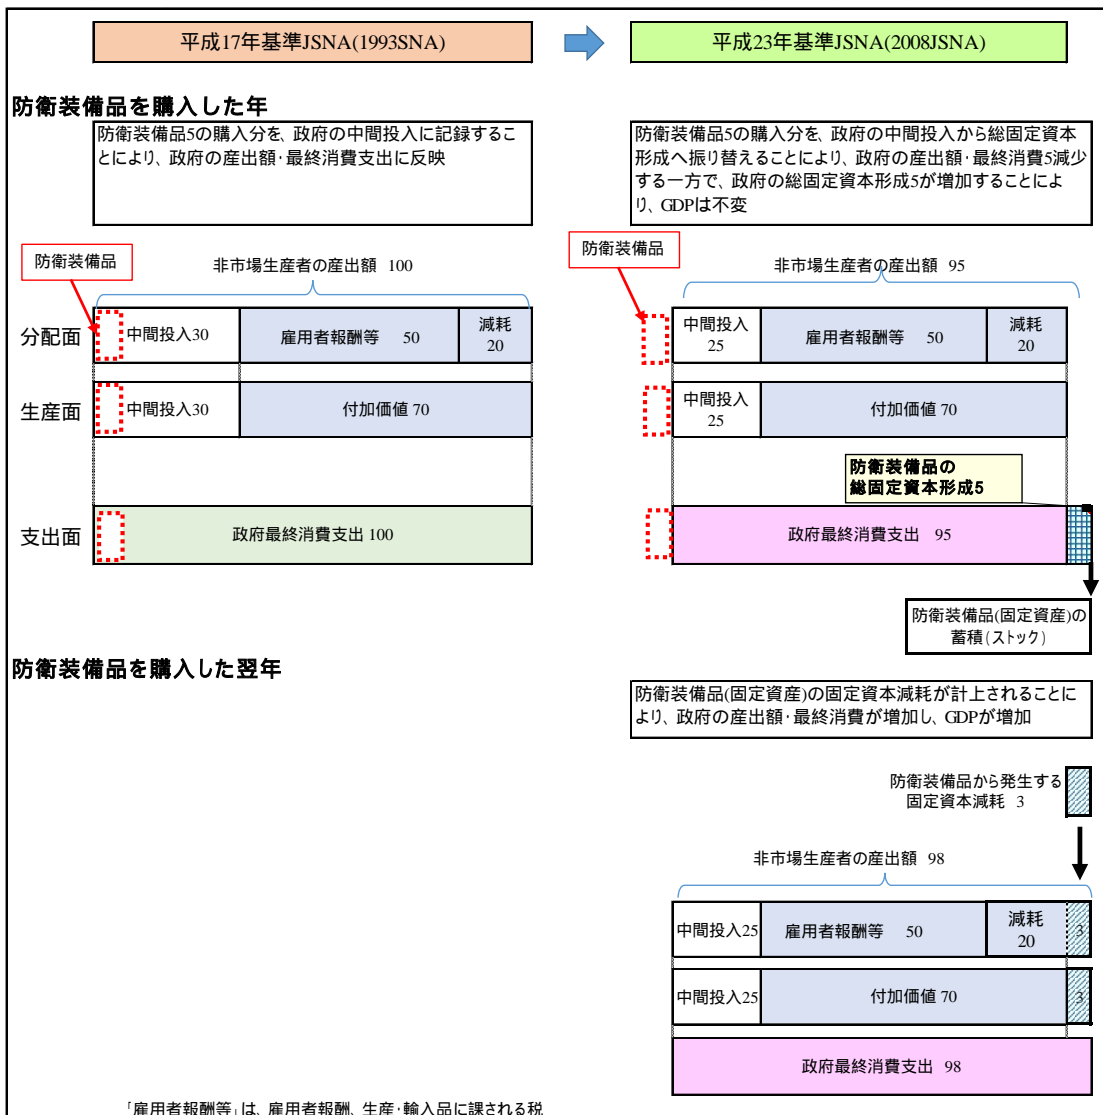 平成17年基準JSNA(1993SNA)
平成23年基準JSNA(2008JSNA)
防衛装備品を購入した年
防衛装備品5の購入分を、政府の中間投入に記録するこ
とにより、政府の産出額・最終消費支出に反映
防衛装備品5の購入分を、政府の中間投入から総固定資本
形成へ振り替えることにより、政府の産出額・最終消費5減少
する一方で、政府の総固定資本形成5が増加することによ
り、GDPは不変
防衛装備品
非市場生産者の産出額 100
防衛装備品
非市場生産者の産出額 95
分配面
中間投入30
雇用者報酬等 50
減耗
20
中間投入
25
雇用者報酬等 50
減耗
20
生産面
中間投入30
付加価値 70
中間投入
25
付加価値 70
防衛装備品の
総固定資本形成5
支出面
政府最終消費支出 100
政府最終消費支出 95
防衛装備品(固定資産)の
蓄積(ストック)
防衛装備品を購入した翌年
防衛装備品(固定資産)の固定資本減耗が計上されることに
より、政府の産出額・最終消費が増加し、GDPが増加
防衛装備品から発生する
固定資本減耗 3
非市場生産者の産出額 98
中間投入25
雇用者報酬等 50
減耗
20
3
中間投入25
付加価値 70
3
政府最終消費支出 98
「雇用者報酬等」は、雇用者報酬、生産・輸入品に課される税